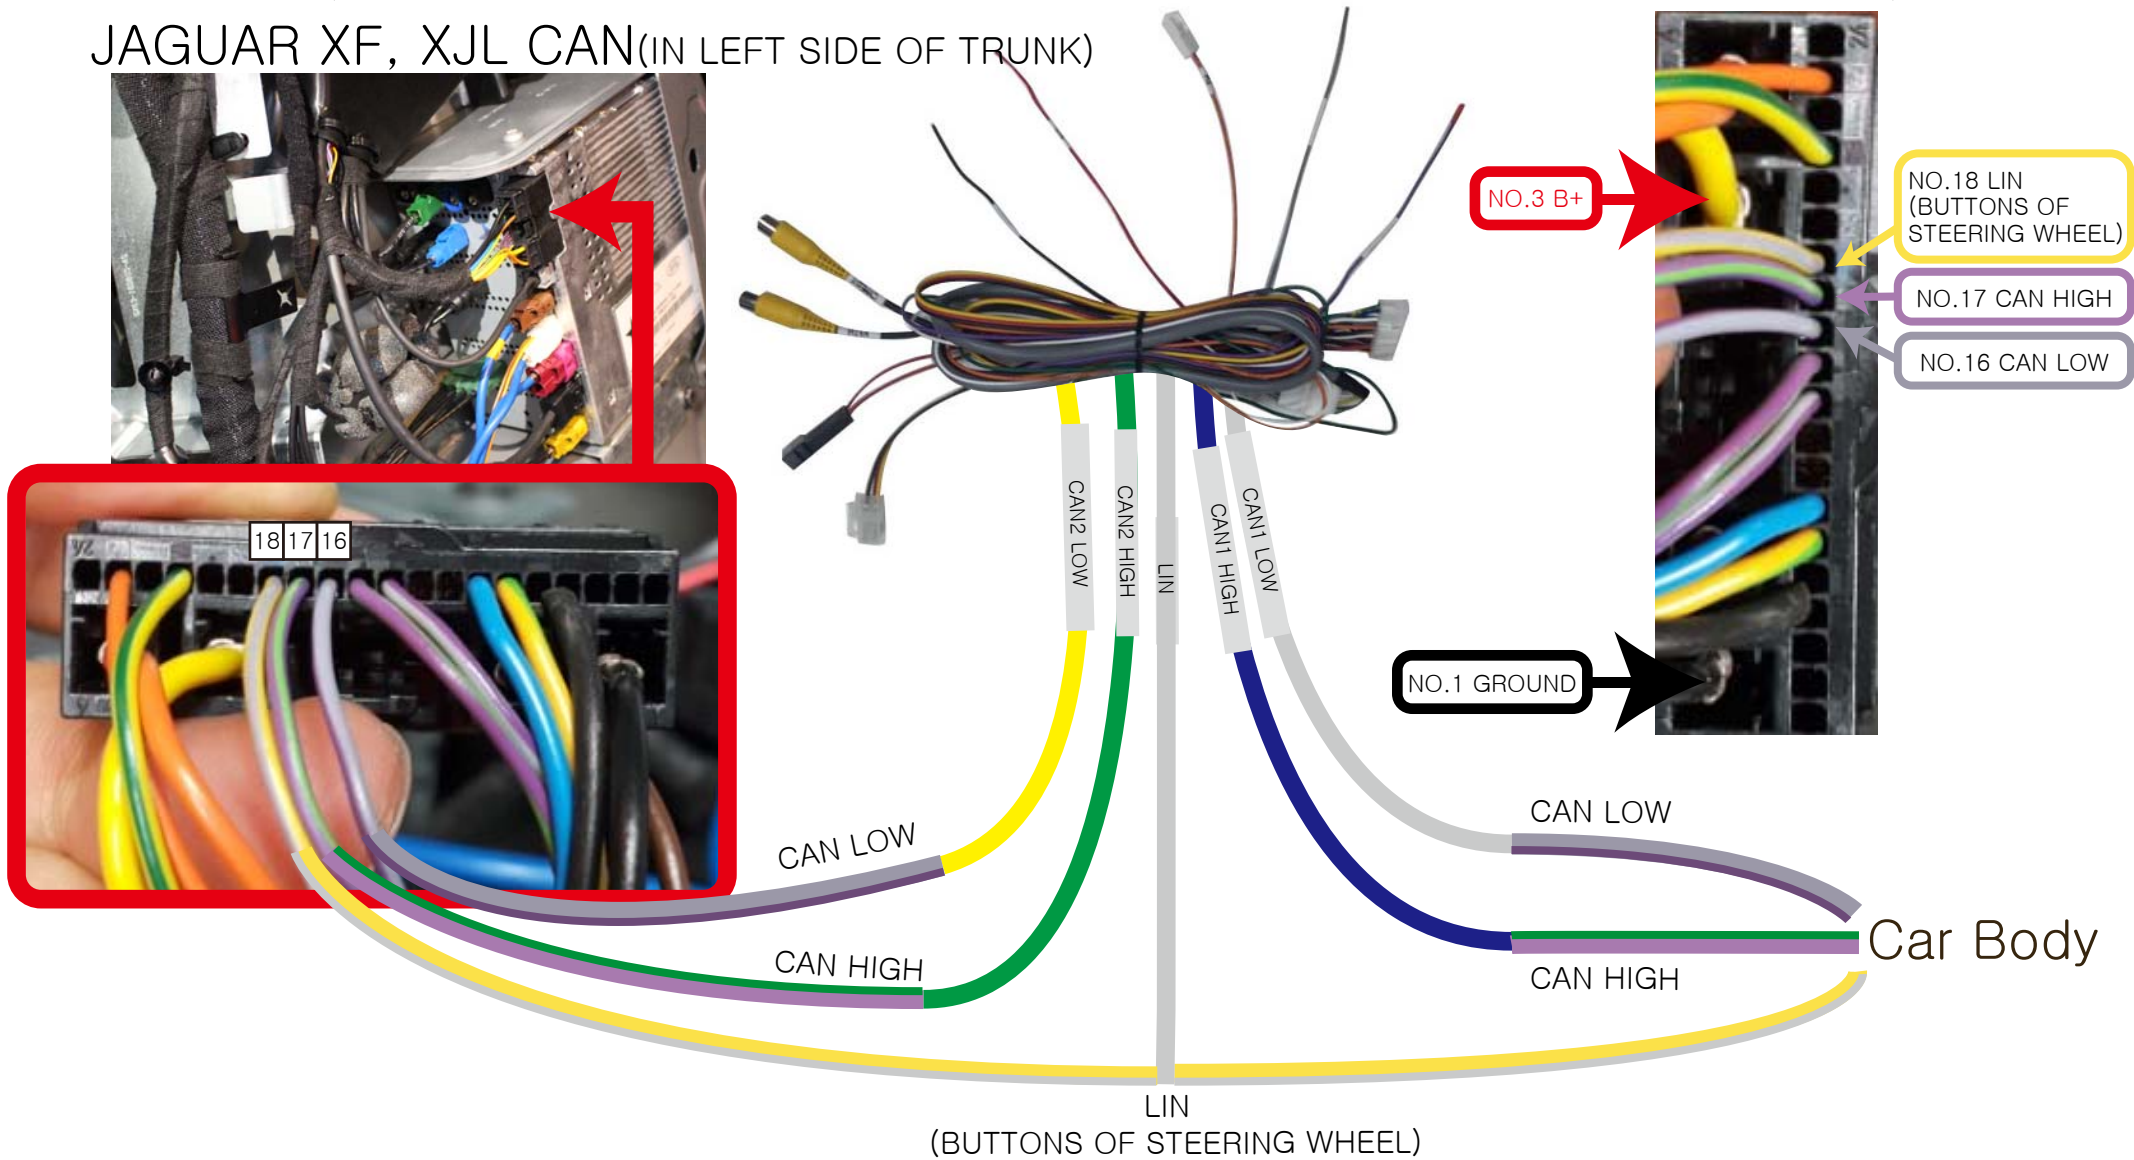 JAGUAR XF, XJL CAN(IN LEFT SIDE OF TRUNK)
NO.3 B+
NO.18 LIN
(BUTTONS OF
STEERING WHEEL)
NO.17 CAN HIGH
NO.16 CAN LOW
NO.1 GROUND
18 17 16
CAN2 LOW
CAN2 HIGH
LIN
CAN1 HIGH
CAN1 LOW
CAN LOW
CAN HIGH
CAN LOW
CAN HIGH
Car Body
LIN
(BUTTONS OF STEERING WHEEL)